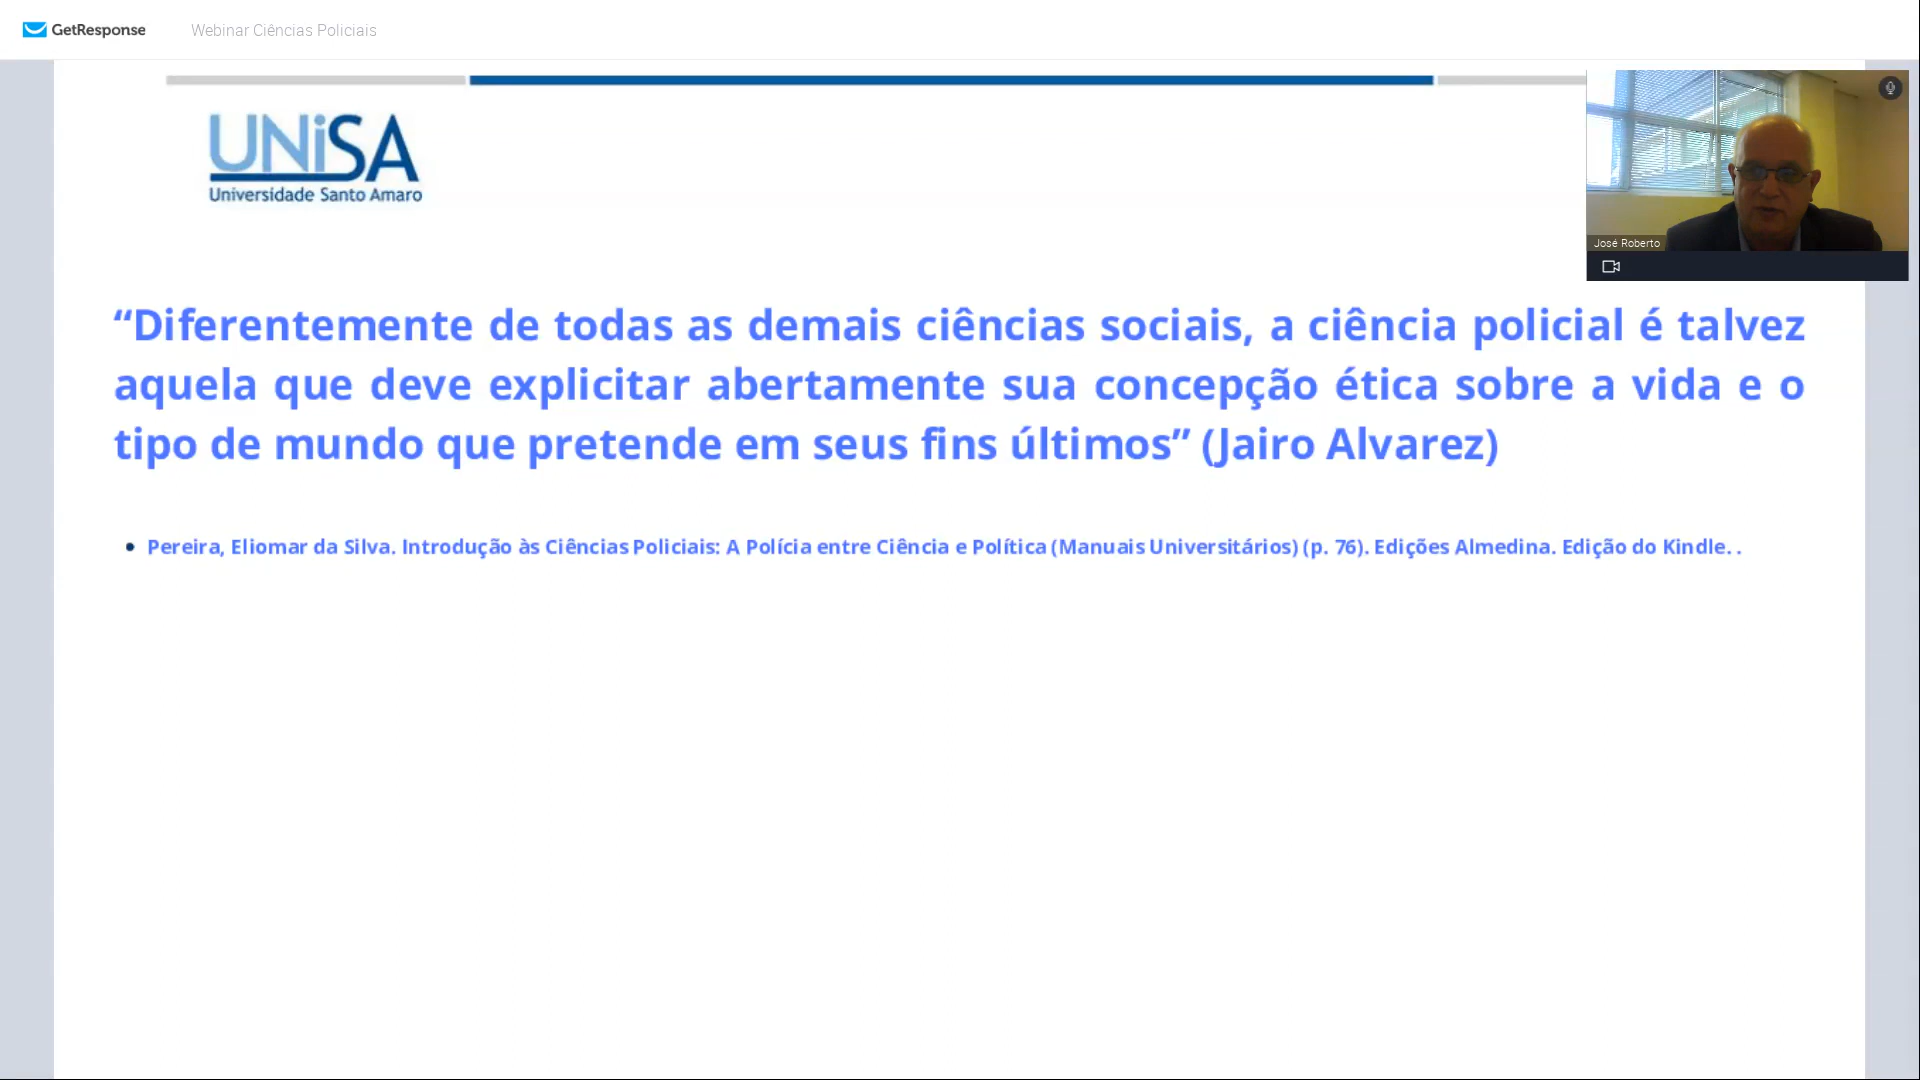 GetResponse
Webinar Ciências Policiais
UNiSA
Universidade Santo Amaro
José Roberto
“Diferentemente de todas as demais ciências sociais, a ciência policial é talvez
aquela que deve explicitar abertamente sua concepção ética sobre a vida e o
tipo de mundo que pretende em seus fins últimos” (Jairo Alvarez)
• Pereira, Eliomar da Silva. Introdução às Ciências Policiais: A Polícia entre Ciência e Política (Manuais Universitários) (p. 76). Edições Almedina. Edição do Kindle. .